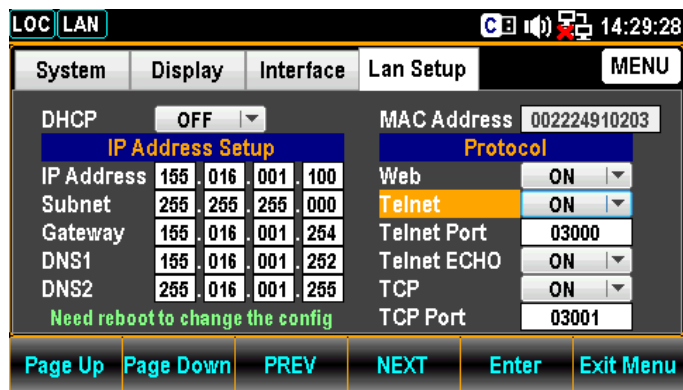 LOC LAN C 14:29:28
System Display Interface Lan Setup MENU
DHCP OFF
IP Address Setup
IP Address 155 . 016 . 001 . 100
Subnet 255 . 255 . 255 . 000
Gateway 155 . 016 . 001 . 254
DNS1 155 . 016 . 001 . 252
DNS2 255 . 016 . 001 . 255
Need reboot to change the config
MAC Address 002224910203
Protocol
Web ON
Telnet ON
Telnet Port 03000
Telnet ECHO ON
TCP ON
TCP Port 03001
Page Up Page Down PREV NEXT Enter Exit Menu